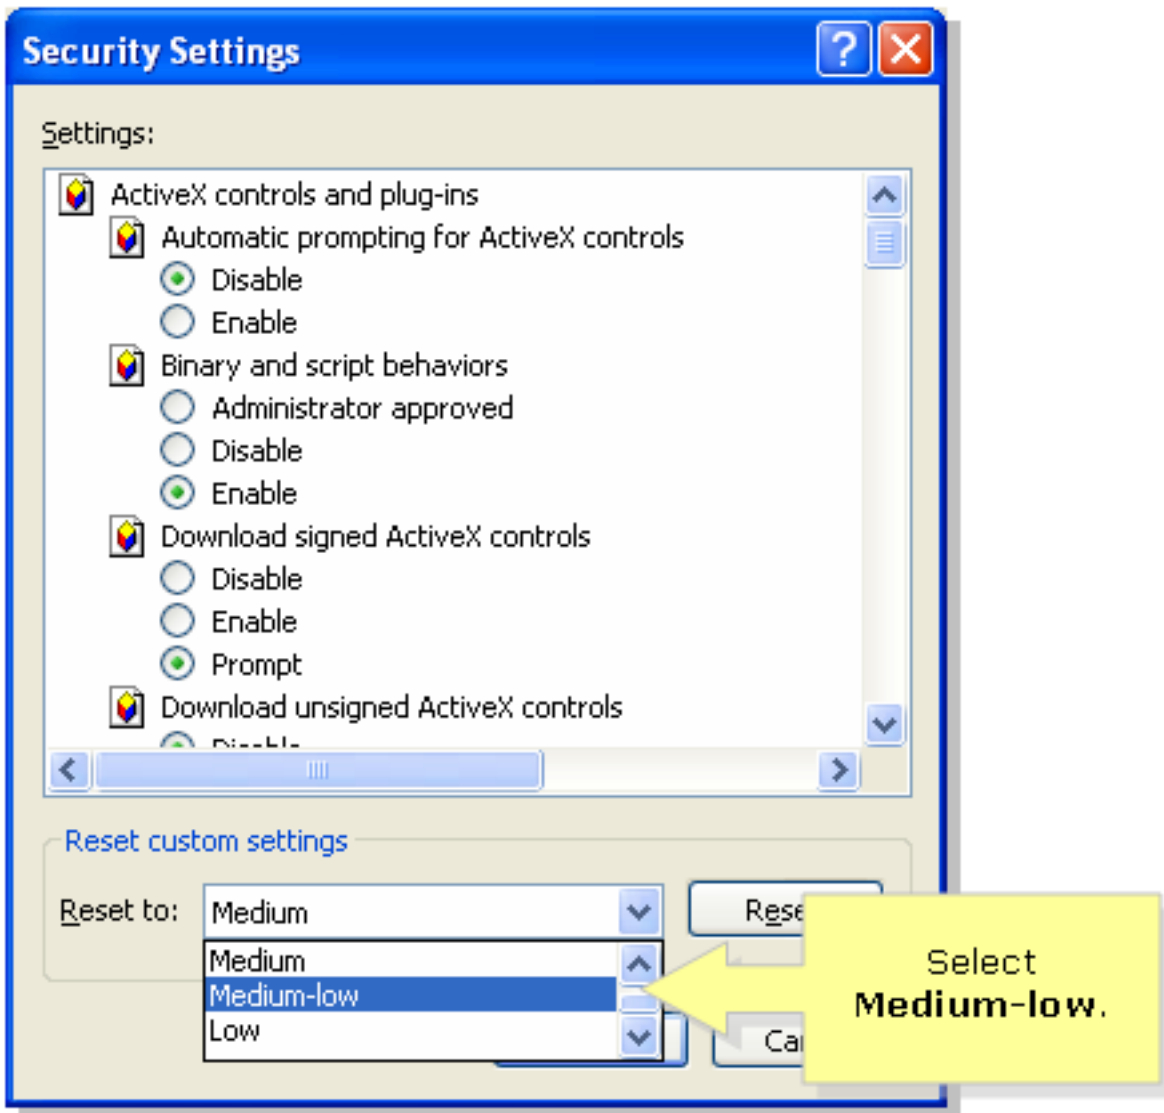 Security Settings
Settings:
ActiveX controls and plug-ins
Automatic prompting for ActiveX controls
Disable
Enable
Binary and script behaviors
Administrator approved
Disable
Enable
Download signed ActiveX controls
Disable
Enable
Prompt
Download unsigned ActiveX controls
Disable
Reset custom settings
Reset to: Medium
Medium
Medium-low
Low
Select
Medium-low.